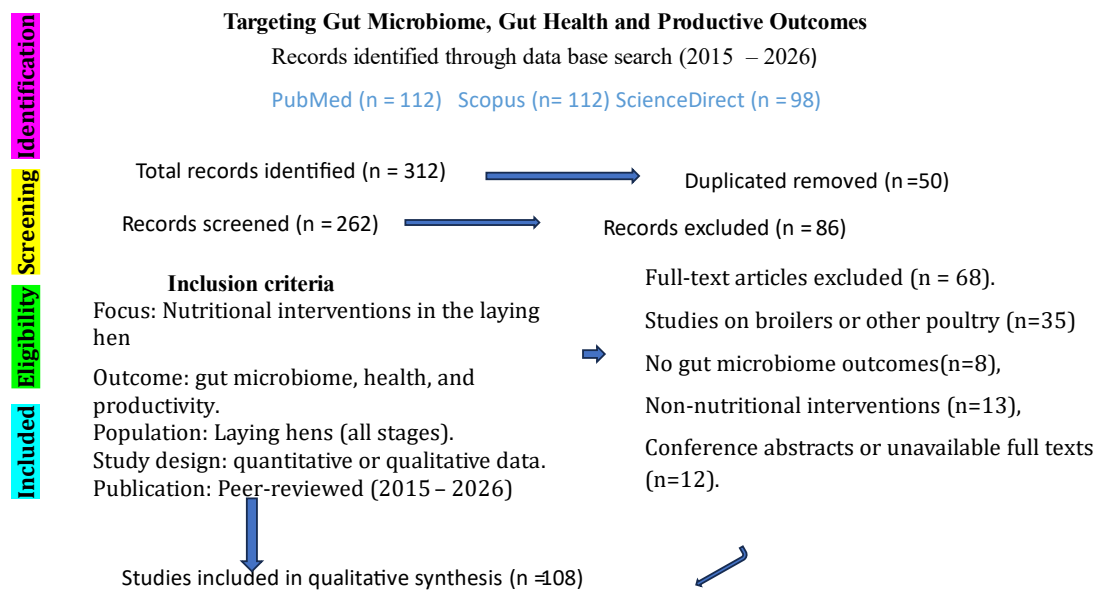 Targeting Gut Microbiome, Gut Health and Productive Outcomes
Records identified through data base search (2015 – 2026)
PubMed (n = 112) Scopus (n= 112) ScienceDirect (n = 98)
Identification
Total records identified (n = 312)
Duplicated removed (n =50)
Screening
Records screened (n = 262)
Records excluded (n = 86)
Eligibility
Inclusion criteria
Focus: Nutritional interventions in the laying
hen
Outcome: gut microbiome, health, and
productivity.
Population: Laying hens (all stages).
Study design: quantitative or qualitative data.
Publication: Peer-reviewed (2015 – 2026)
Full-text articles excluded (n = 68).
Studies on broilers or other poultry (n=35)
No gut microbiome outcomes(n=8),
Non-nutritional interventions (n=13),
Conference abstracts or unavailable full texts
(n=12).
Included
Studies included in qualitative synthesis (n =108)